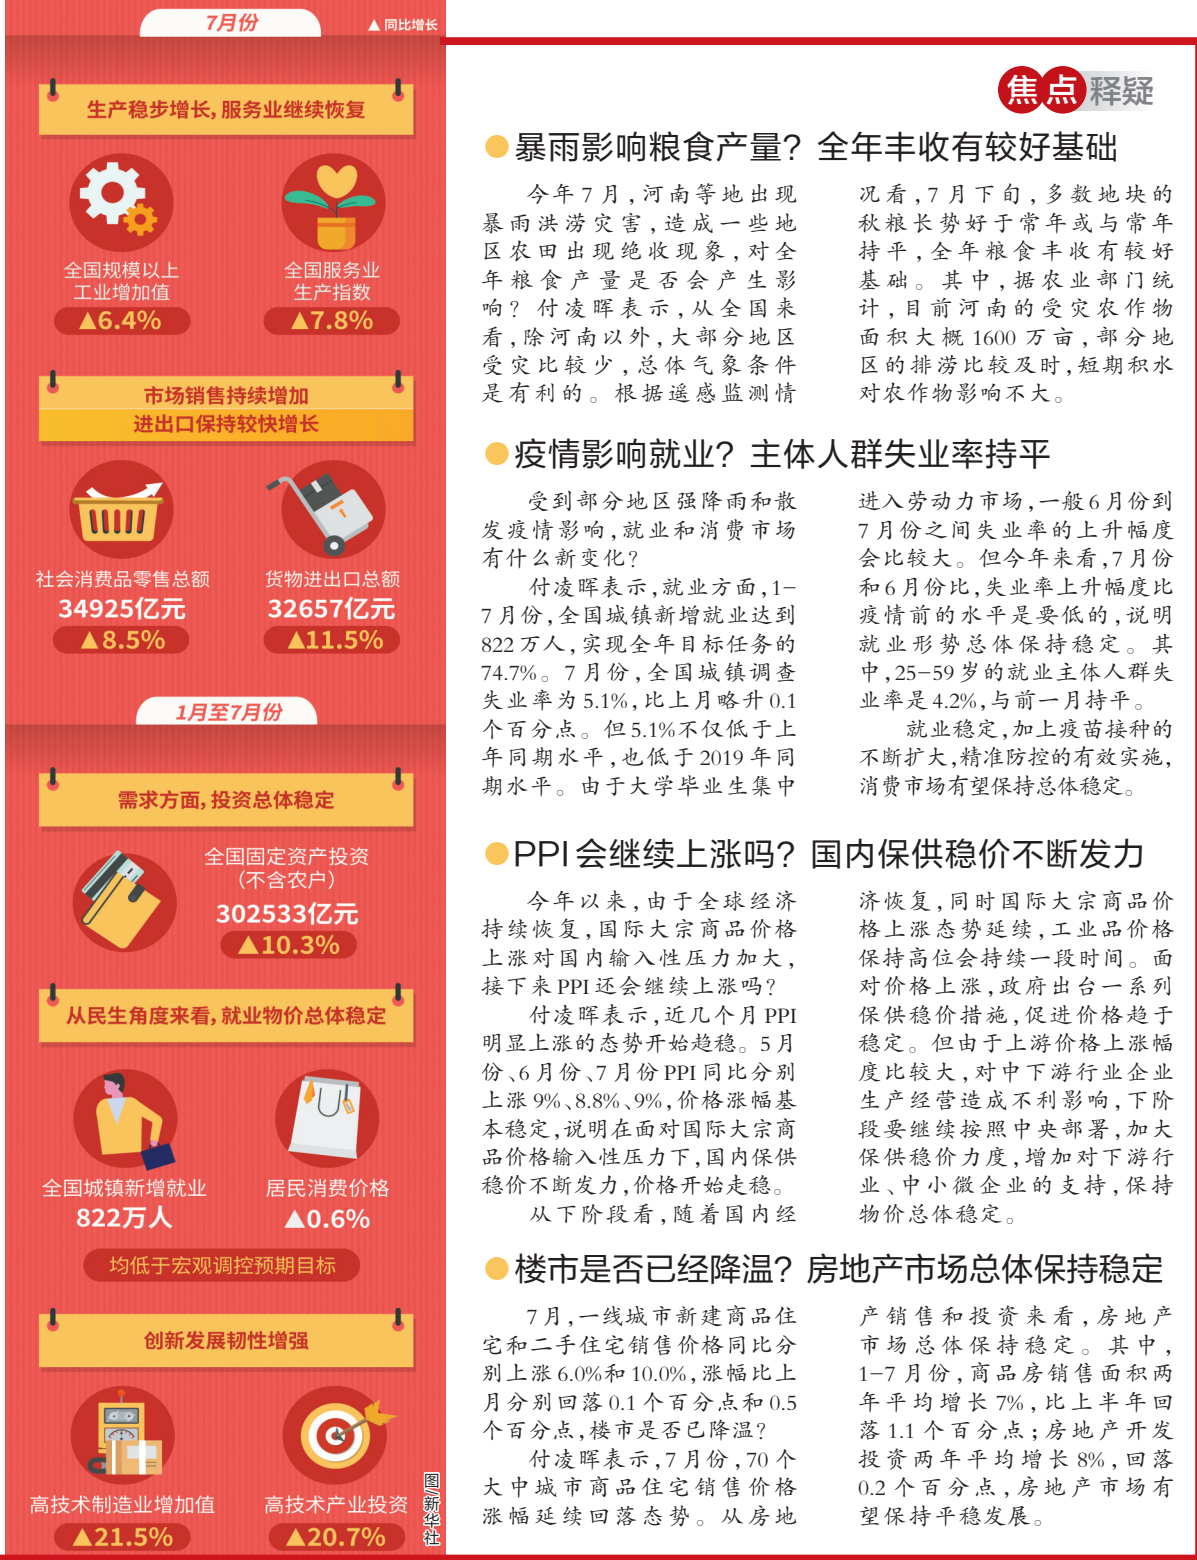 7月份
▲同比增长
生产稳步增长,服务业继续恢复
全国规模以上
工业增加值
▲6.4%
全国服务业
生产指数
▲7.8%
市场销售持续增加
进出口保持较快增长
社会消费品零售总额
34925亿元
▲8.5%
货物进出口总额
32657亿元
▲11.5%
1月至7月份
需求方面,投资总体稳定
全国固定资产投资
(不含农户)
302533亿元
▲10.3%
从民生角度来看,就业物价总体稳定
全国城镇新增就业
822万人
居民消费价格
▲0.6%
均低于宏观调控预期目标
创新发展韧性增强
高技术制造业增加值
▲21.5%
高技术产业投资
▲20.7%
图/新华社
焦点释疑
●暴雨影响粮食产量?全年丰收有较好基础
今年7月,河南等地出现
暴雨洪涝灾害,造成一些地
区农田出现绝收现象,对全
年粮食产量是否会产生影
响?付凌晖表示,从全国来
看,除河南以外,大部分地区
受灾比较少,总体气象条件
是有利的。根据遥感监测情
况看,7月下旬,多数地块的
秋粮长势好于常年或与常年
持平,全年粮食丰收有较好
基础。其中,据农业部门统
计,目前河南的受灾农作物
面积大概1600万亩,部分地
区的排涝比较及时,短期积水
对农作物影响不大。
●疫情影响就业?主体人群失业率持平
受到部分地区强降雨和散
发疫情影响,就业和消费市场
有什么新变化?
付凌晖表示,就业方面,1-
7月份,全国城镇新增就业达到
822万人,实现全年目标任务的
74.7%。7月份,全国城镇调查
失业率为5.1%,比上月略升0.1
个百分点。但5.1%不仅低于上
年同期水平,也低于2019年同
期水平。由于大学毕业生集中
进入劳动力市场,一般6月份到
7月份之间失业率的上升幅度
会比较大。但今年来看,7月份
和6月份比,失业率上升幅度比
疫情前的水平是要低的,说明
就业形势总体保持稳定。其
中,25-59岁的就业主体人群失
业率是4.2%,与前一月持平。
就业稳定,加上疫苗接种的
不断扩大,精准防控的有效实施,
消费市场有望保持总体稳定。
●PPI会继续上涨吗?国内保供稳价不断发力
今年以来,由于全球经济
持续恢复,国际大宗商品价格
上涨对国内输入性压力加大,
接下来PPI还会继续上涨吗?
付凌晖表示,近几个月PPI
明显上涨的态势开始趋稳。5月
份、6月份、7月份PPI同比分别
上涨9%、8.8%、9%,价格涨幅基
本稳定,说明在面对国际大宗商
品价格输入性压力下,国内保供
稳价不断发力,价格开始走稳。
从下阶段看,随着国内经
济恢复,同时国际大宗商品价
格上涨态势延续,工业品价格
保持高位会持续一段时间。面
对价格上涨,政府出台一系列
保供稳价措施,促进价格趋于
稳定。但由于上游价格上涨幅
度比较大,对中下游行业企业
生产经营造成不利影响,下阶
段要继续按照中央部署,加大
保供稳价力度,增加对下游行
业、中小微企业的支持,保持
物价总体稳定。
●楼市是否已经降温?房地产市场总体保持稳定
7月,一线城市新建商品住
宅和二手住宅销售价格同比分
别上涨6.0%和10.0%,涨幅比上
月分别回落0.1个百分点和0.5
个百分点,楼市是否已降温?
付凌晖表示,7月份,70个
大中城市商品住宅销售价格
涨幅延续回落态势。从房地
产销售和投资来看,房地产
市场总体保持稳定。其中,
1-7月份,商品房销售面积两
年平均增长7%,比上半年回
落1.1个百分点;房地产开发
投资两年平均增长8%,回落
0.2个百分点,房地产市场有
望保持平稳发展。